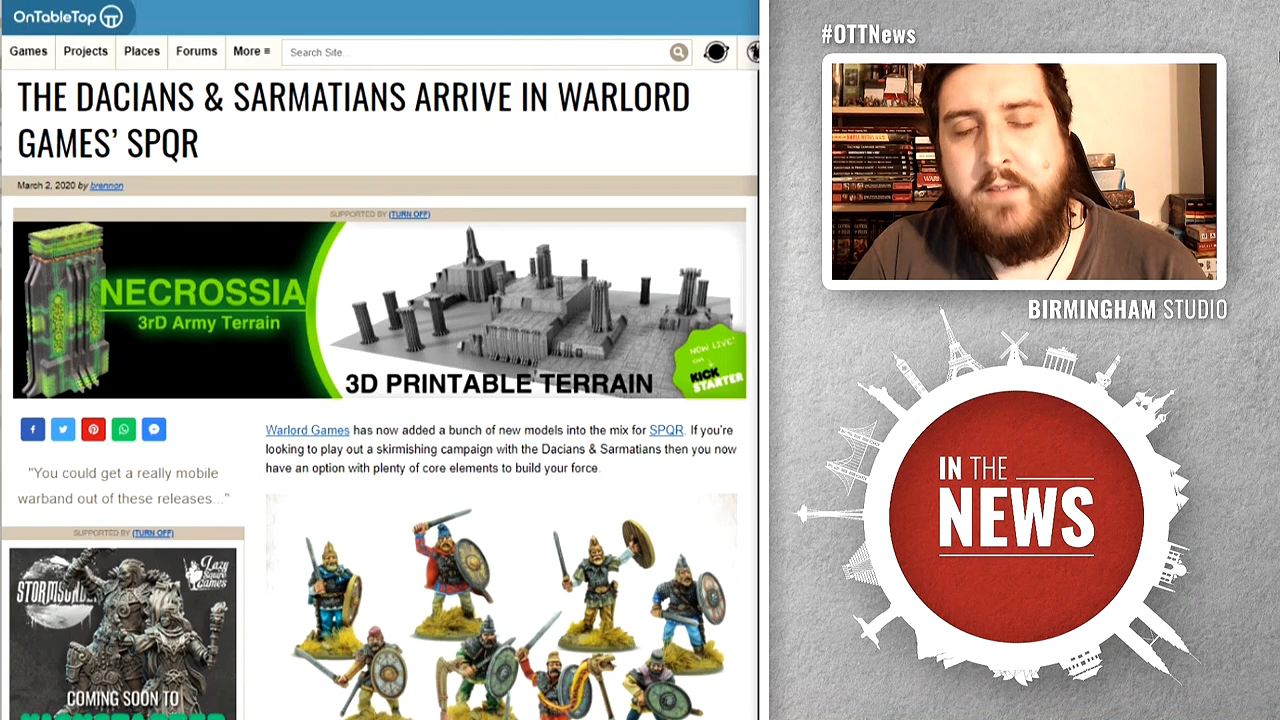 OnTableTop
#OTTNews
Games Projects Places Forums More ≡ Search Site...
THE DACIANS & SARMATIANS ARRIVE IN WARLORD
GAMES' SPQR
March 2, 2020 by brennon
SUPPORTED BY (TURN OFF)
NECROSSIA
3rD Army Terrain
3D PRINTABLE TERRAIN
NOW LIVE!
on
KICK
STARTER
BIRMINGHAM STUDIO
Warlord Games has now added a bunch of new models into the mix for SPQR. If you're
looking to play out a skirmishing campaign with the Dacians & Sarmatians then you now
have an option with plenty of core elements to build your force.
"You could get a really mobile
warband out of these releases..."
SUPPORTED BY (TURN OFF)
Lazy
Square
Games
COMING SOON TO
IN THE
NEWS